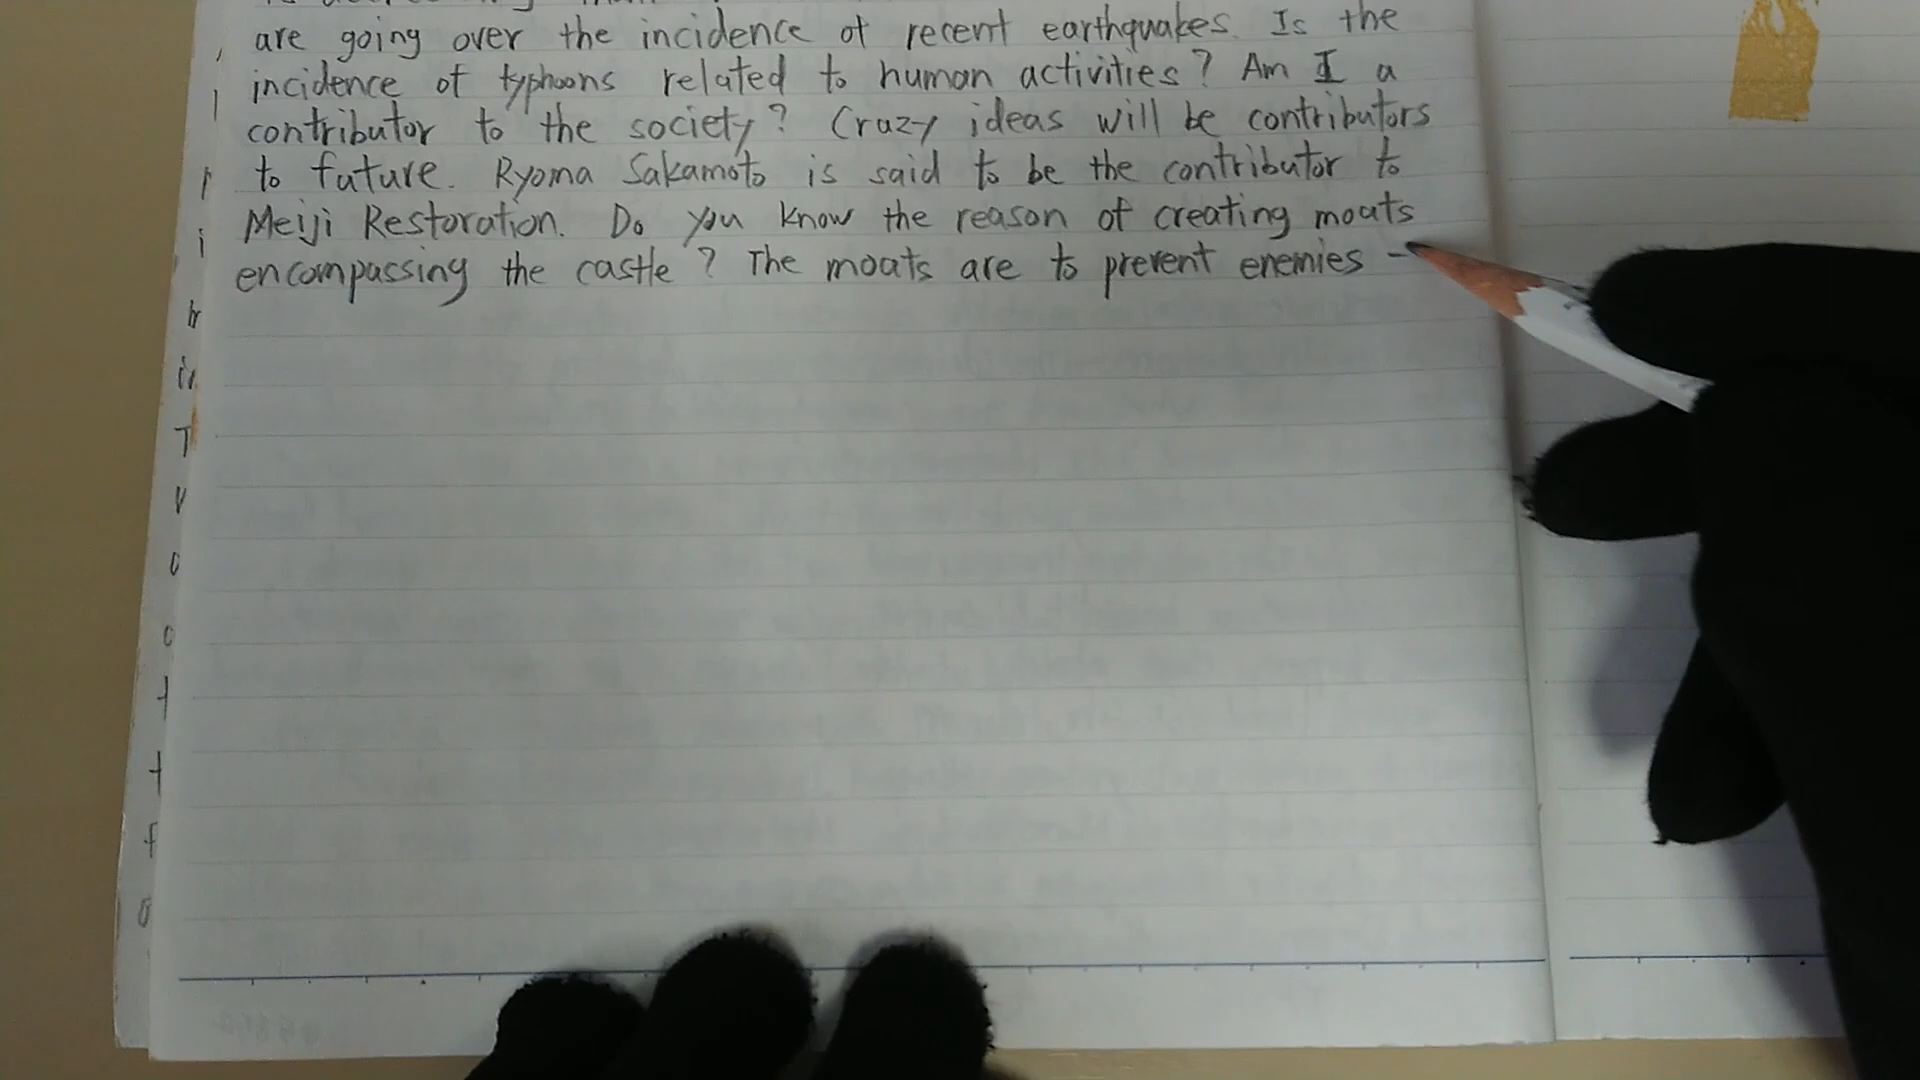 are going over the incidence of recent earthquakes. Is the
incidence of typhoons related to human activities? Am I a
contributor to the society? Crazy ideas will be contributors
to future. Ryoma Sakamoto is said to be the contributor to
Meiji Restoration. Do you know the reason of creating moats
encompassing the castle? The moats are to prevent enemies